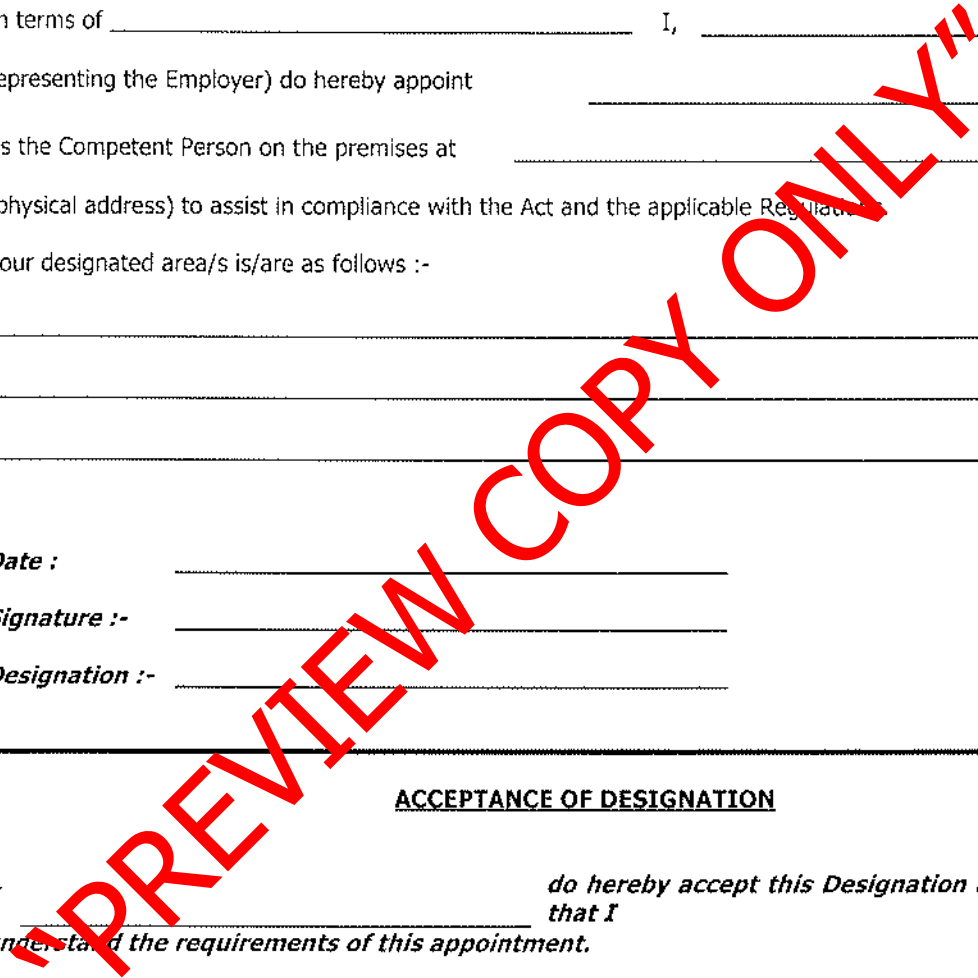 n terms of I,
epresenting the Employer) do hereby appoint
s the Competent Person on the premises at
physical address) to assist in compliance with the Act and the applicable Regulations.
our designated area/s is/are as follows :-
Date :
Signature :-
Designation :-
ACCEPTANCE OF DESIGNATION
do hereby accept this Designation
that I
understand the requirements of this appointment.
"PREVIEW COPY ONLY"